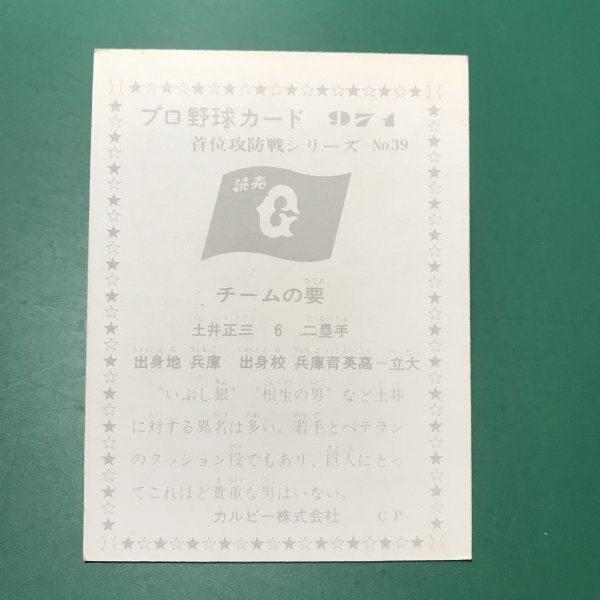 プロ野球カード 971
首位攻防戦シリーズ No.39
読売
G
チームの要
土井正三 6 二塁手
出身地 兵庫 出身校 兵庫育英高－立大
"いぶし銀" "根生の男" など土井
に対する異名は多い。若手とベテラン
のクッション役でもあり、巨人にとっ
てこれほど貴重な男はいない。
カルビー株式会社 CP